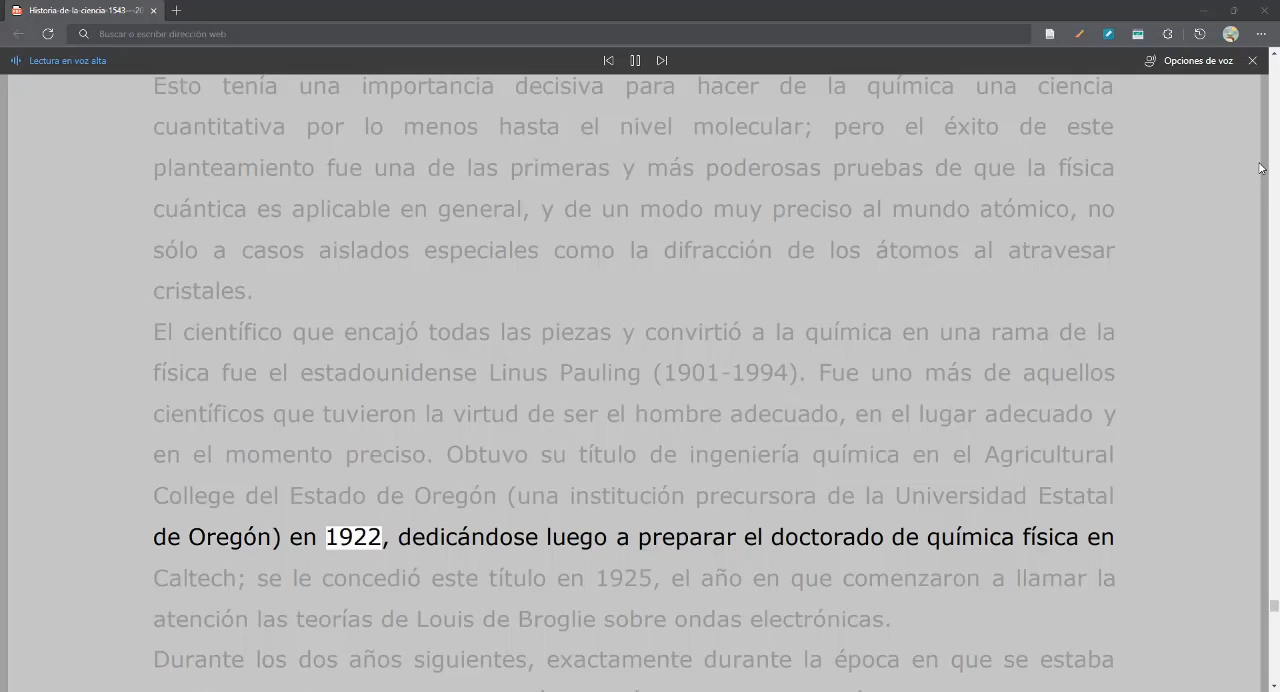 Historia-de-la-ciencia-1543---20
Buscar o escribir dirección web
Lectura en voz alta
Opciones de voz
Esto tenía una importancia decisiva para hacer de la química una ciencia
cuantitativa por lo menos hasta el nivel molecular; pero el éxito de este
planteamiento fue una de las primeras y más poderosas pruebas de que la física
cuántica es aplicable en general, y de un modo muy preciso al mundo atómico, no
sólo a casos aislados especiales como la difracción de los átomos al atravesar
cristales.
El científico que encajó todas las piezas y convirtió a la química en una rama de la
física fue el estadounidense Linus Pauling (1901-1994). Fue uno más de aquellos
científicos que tuvieron la virtud de ser el hombre adecuado, en el lugar adecuado y
en el momento preciso. Obtuvo su título de ingeniería química en el Agricultural
College del Estado de Oregón (una institución precursora de la Universidad Estatal
de Oregón) en 1922, dedicándose luego a preparar el doctorado de química física en
Caltech; se le concedió este título en 1925, el año en que comenzaron a llamar la
atención las teorías de Louis de Broglie sobre ondas electrónicas.
Durante los dos años siguientes, exactamente durante la época en que se estaba